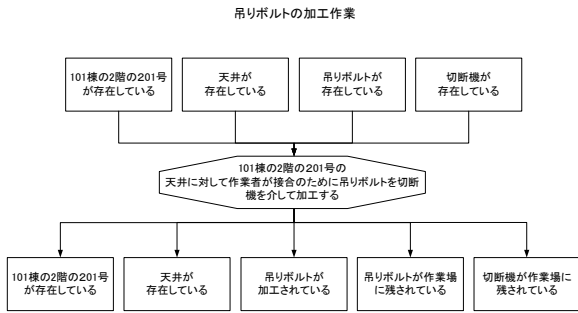 吊りボルトの加工作業
101棟の2階の201号
が存在している
天井が
存在している
吊りボルトが
存在している
切断機が
存在している
101棟の2階の201号の
天井に対して作業者が接合のために吊りボルトを切断
機を介して加工する
101棟の2階の201号
が存在している
天井が
存在している
吊りボルトが
加工されている
吊りボルトが作業場
に残されている
切断機が作業場に
残されている